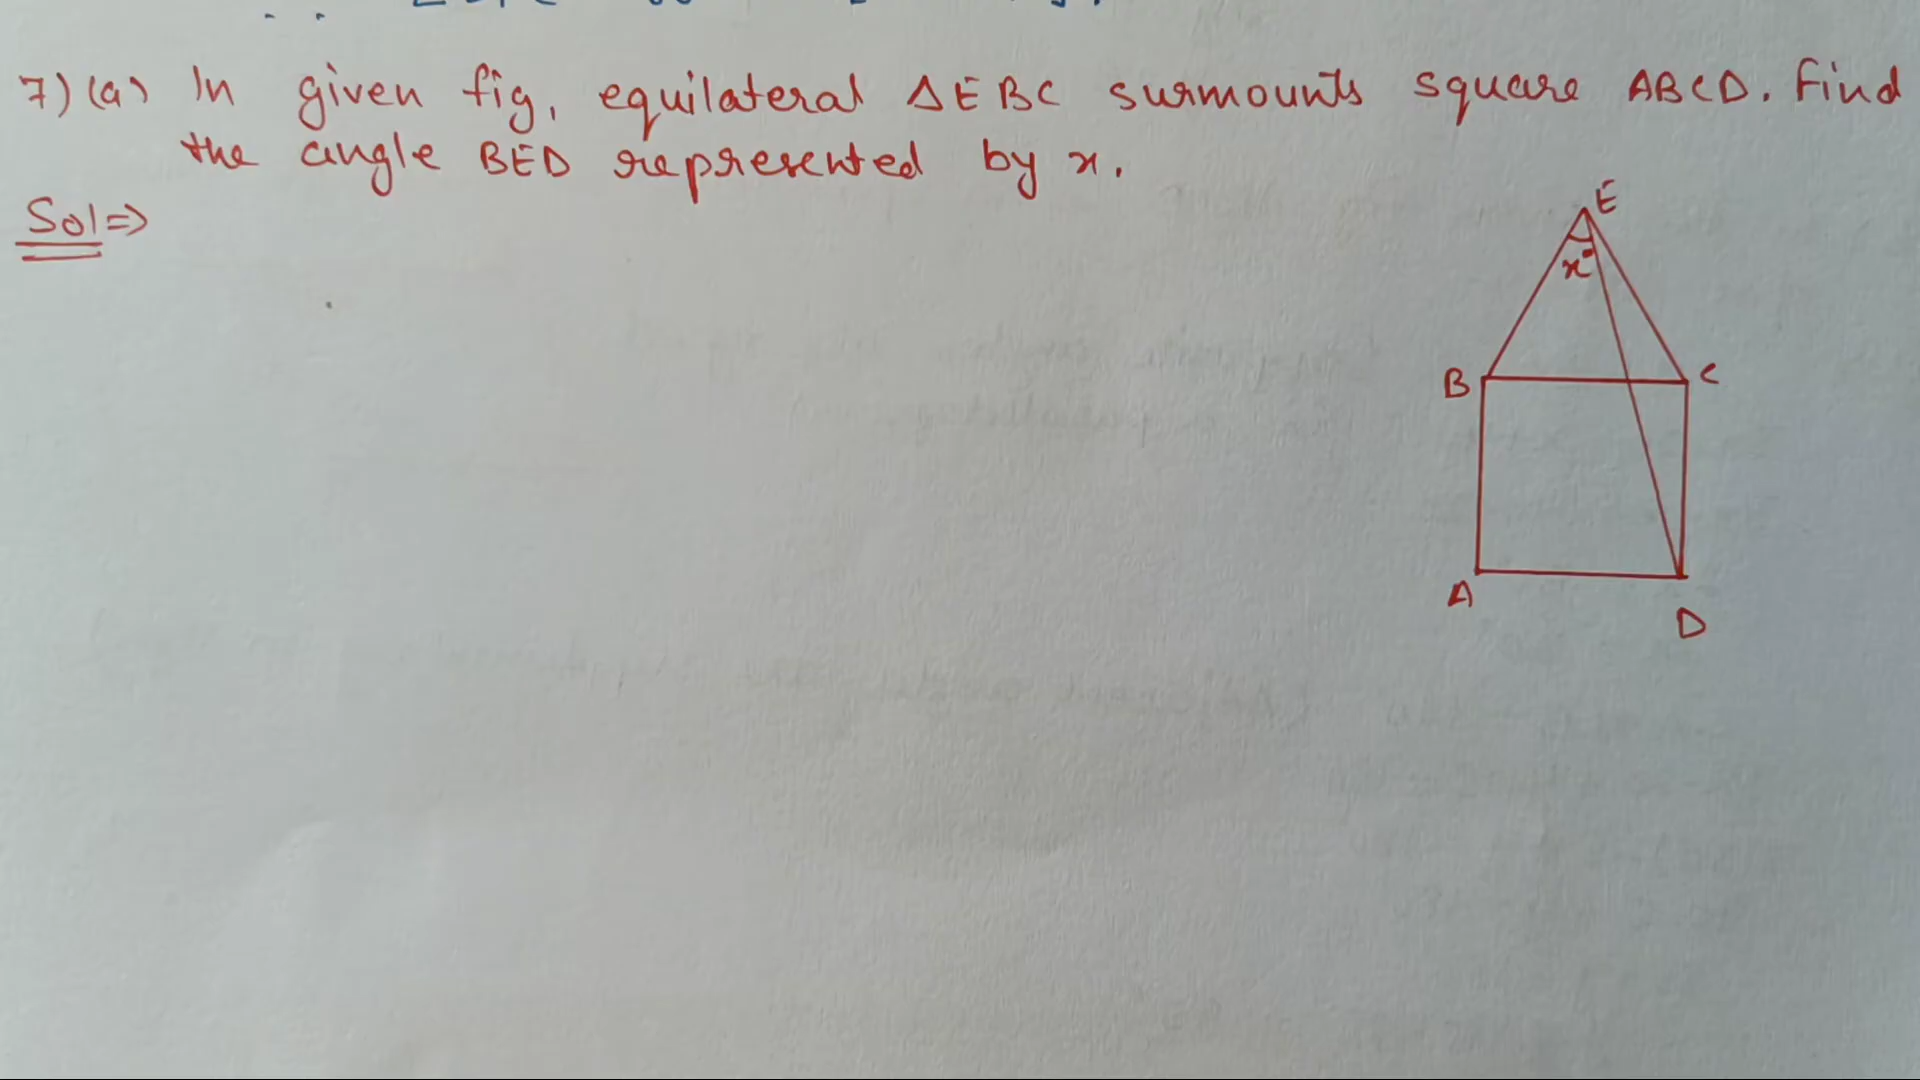 7) (a) In given fig, equilateral ΔEBC surmounts square ABCD. Find
the angle BED represented by x.
Sol⇒
E
x°
B
C
A
D